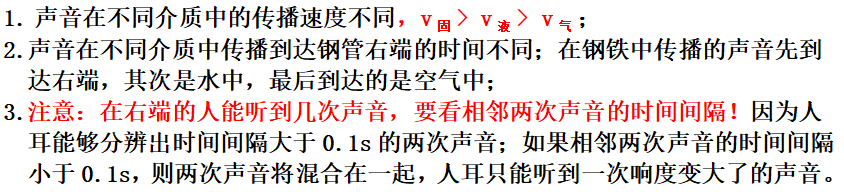 1. 声音在不同介质中的传播速度不同，v固＞v液＞v气；
2. 声音在不同介质中传播到达钢管右端的时间不同；在钢铁中传播的声音先到
达右端，其次是水中，最后到达的是空气中；
3. 注意：在右端的人能听到几次声音，要看相邻两次声音的时间间隔！因为人
耳能够分辨出时间间隔大于0.1s的两次声音；如果相邻两次声音的时间间隔
小于0.1s，则两次声音将混合在一起，人耳只能听到一次响度变大了的声音。